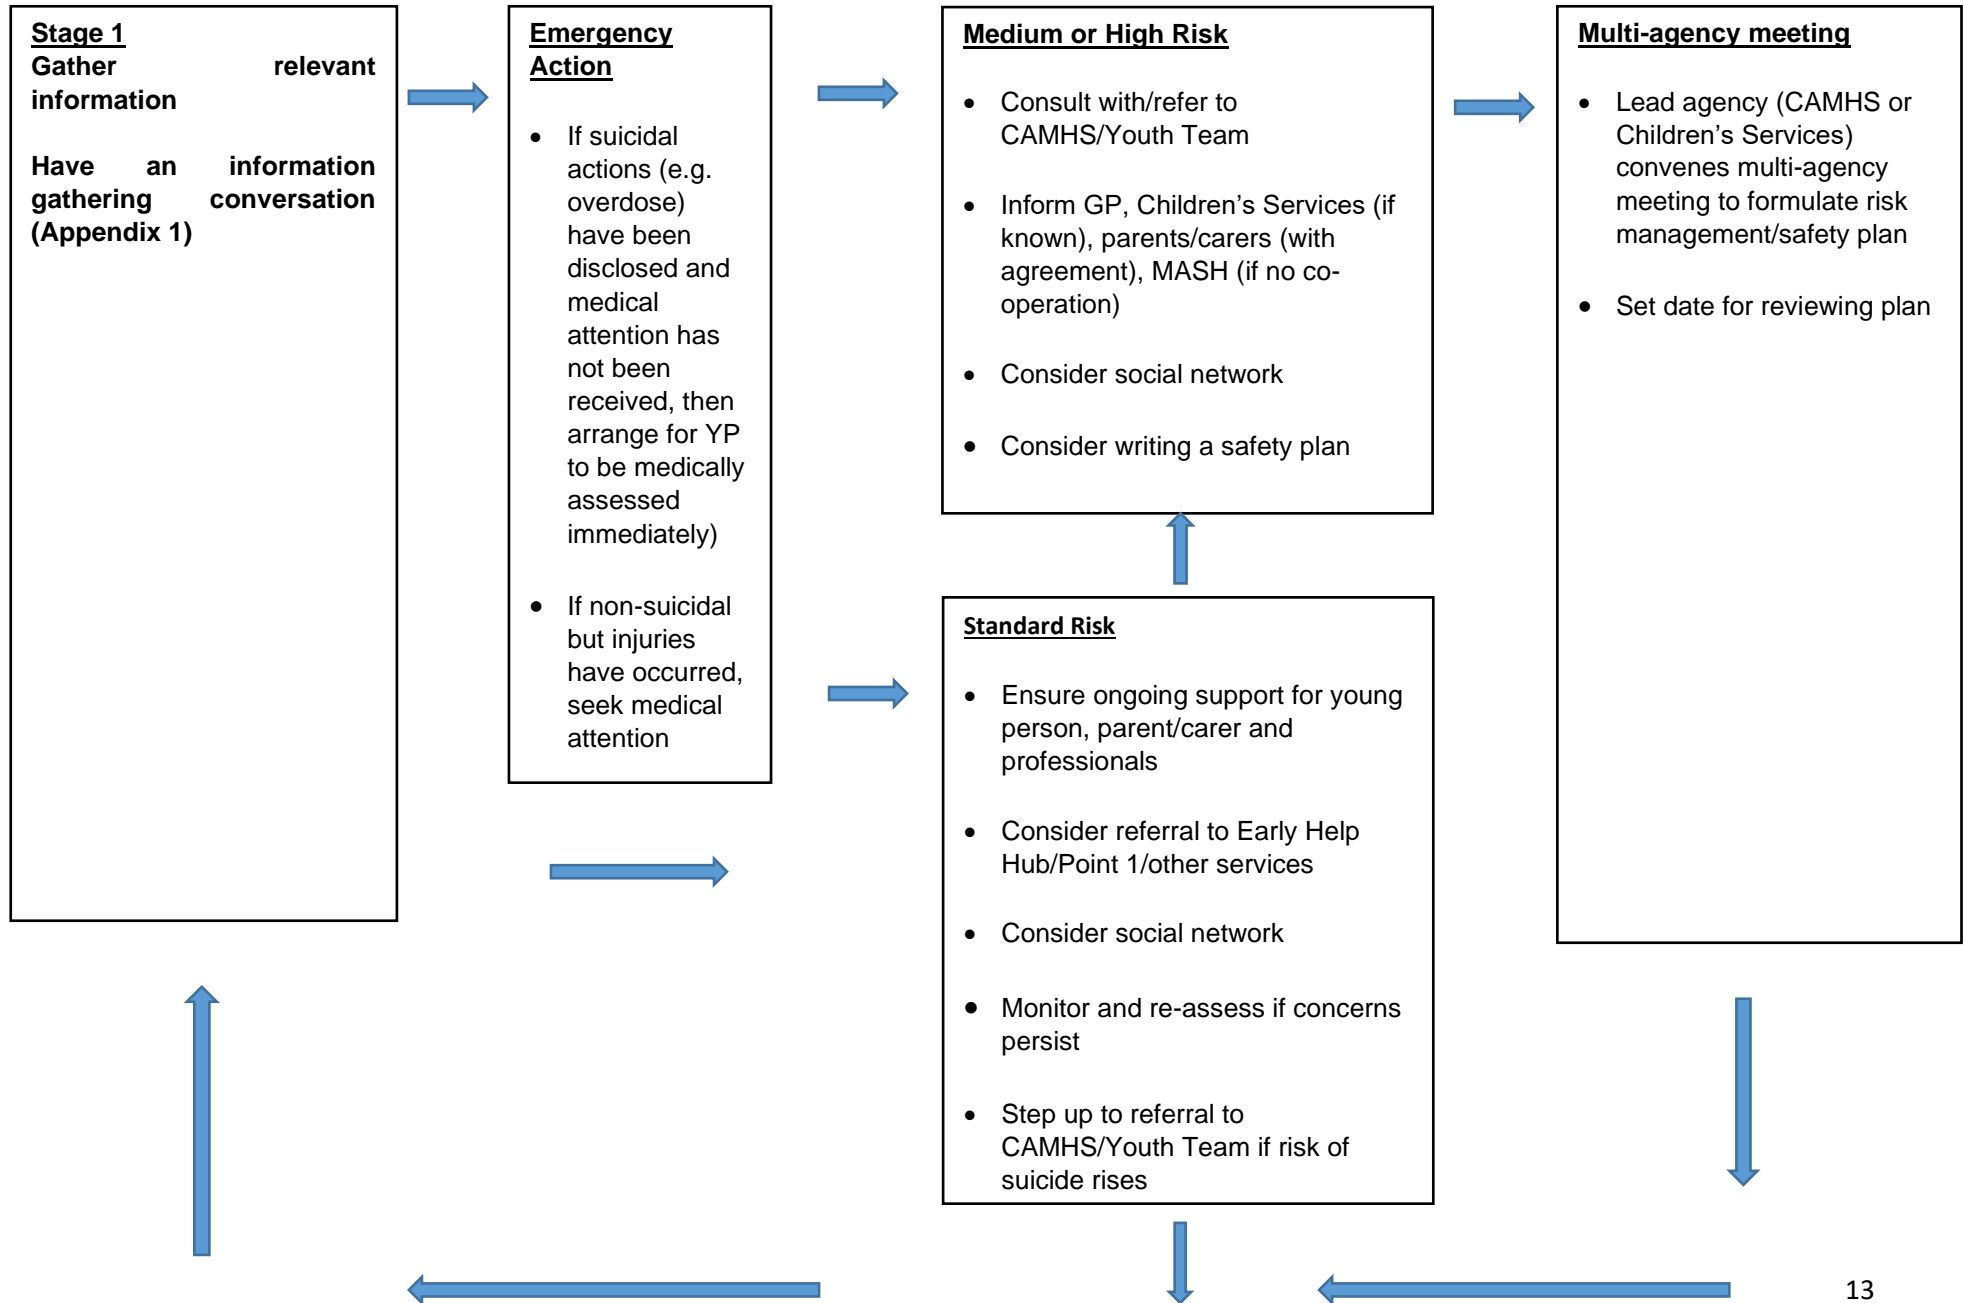 Stage 1
Gather relevant
information
Have an information
gathering conversation
(Appendix 1)
Emergency
Action
• If suicidal
actions (e.g.
overdose)
have been
disclosed and
medical
attention has
not been
received, then
arrange for YP
to be medically
assessed
immediately)
• If non-suicidal
but injuries
have occurred,
seek medical
attention
Medium or High Risk
• Consult with/refer to
CAMHS/Youth Team
• Inform GP, Children's Services (if
known), parents/carers (with
agreement), MASH (if no co-
operation)
• Consider social network
• Consider writing a safety plan
Standard Risk
• Ensure ongoing support for young
person, parent/carer and
professionals
• Consider referral to Early Help
Hub/Point 1/other services
• Consider social network
• Monitor and re-assess if concerns
persist
• Step up to referral to
CAMHS/Youth Team if risk of
suicide rises
Multi-agency meeting
• Lead agency (CAMHS or
Children's Services)
convenes multi-agency
meeting to formulate risk
management/safety plan
• Set date for reviewing plan
13